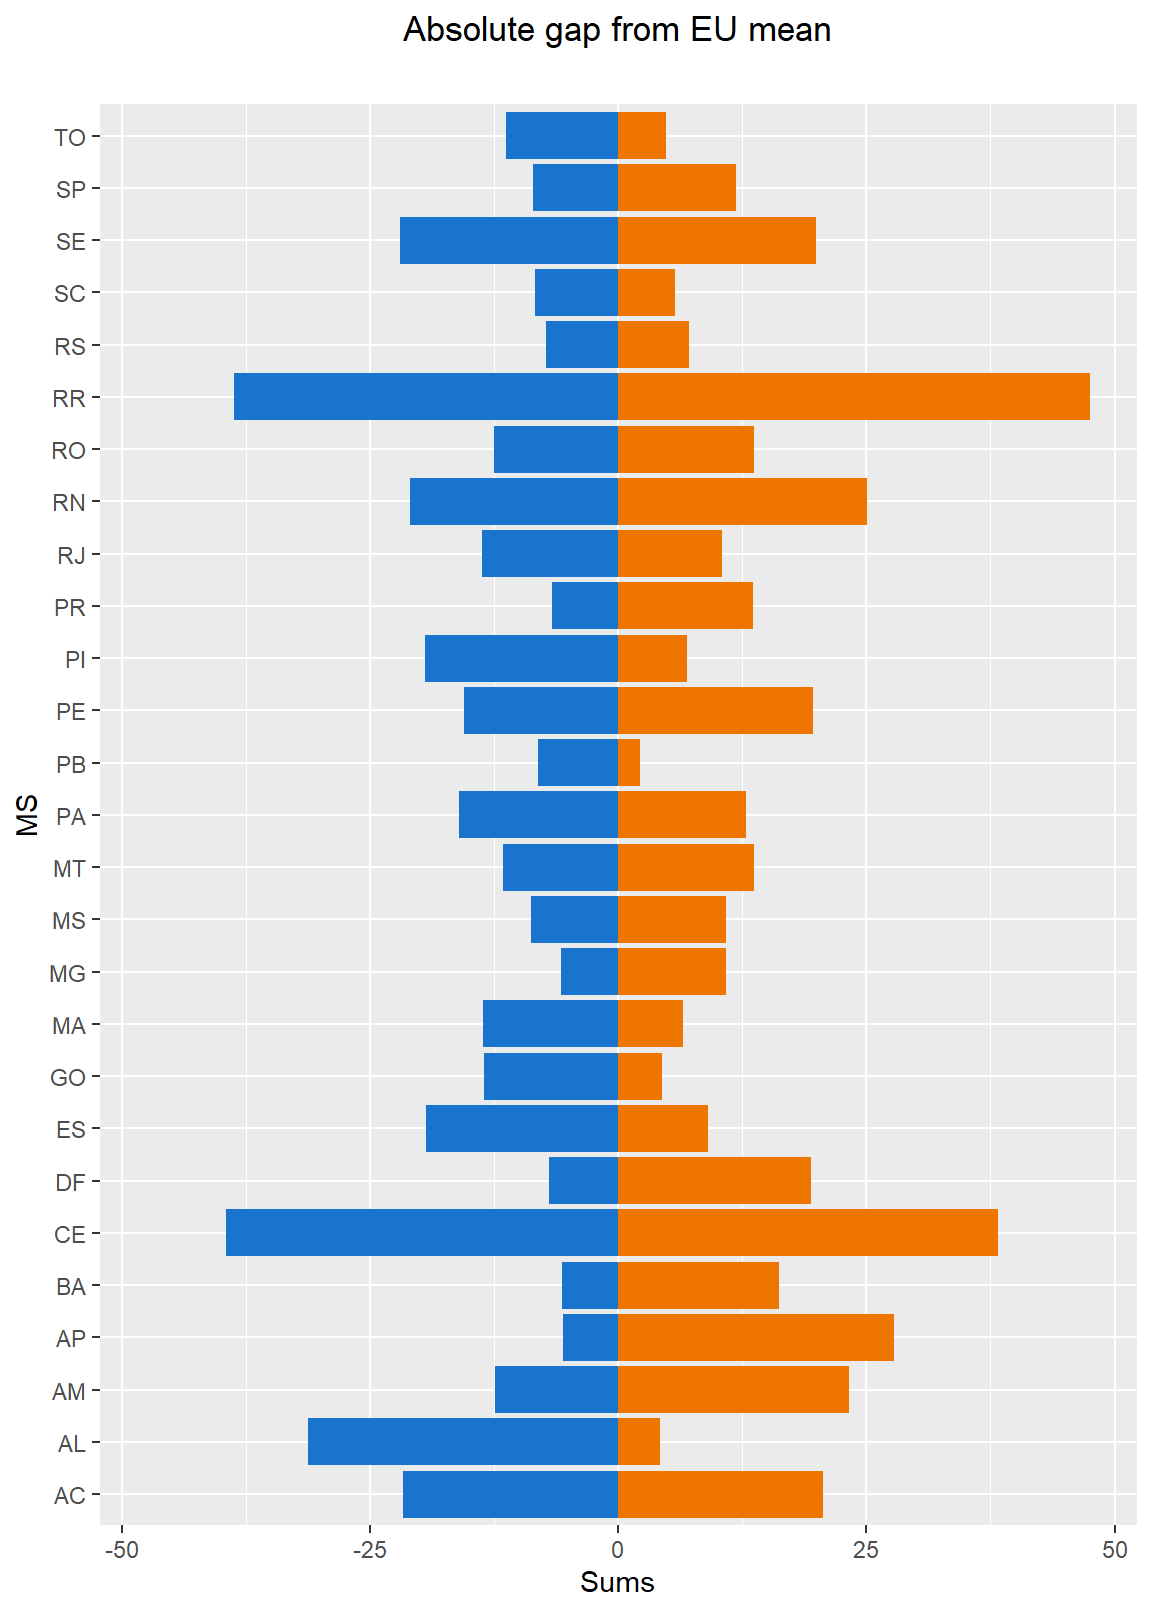 Absolute gap from EU mean
TO
SP
SE
SC
RS
RR
RO
RN
RJ
PR
PI
PE
PB
PA
MT
MS
MG
MA
GO
ES
DF
CE
BA
AP
AM
AL
AC
MS
-50 -25 0 25 50
Sums